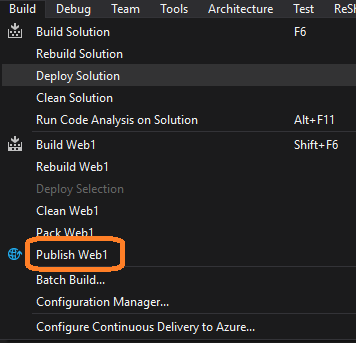 Build Debug Team Tools Architecture Test ReSh
Build Solution F6
Rebuild Solution
Deploy Solution
Clean Solution
Run Code Analysis on Solution Alt+F11
Build Web1 Shift+F6
Rebuild Web1
Deploy Selection
Clean Web1
Pack Web1
Publish Web1
Batch Build...
Configuration Manager...
Configure Continuous Delivery to Azure...